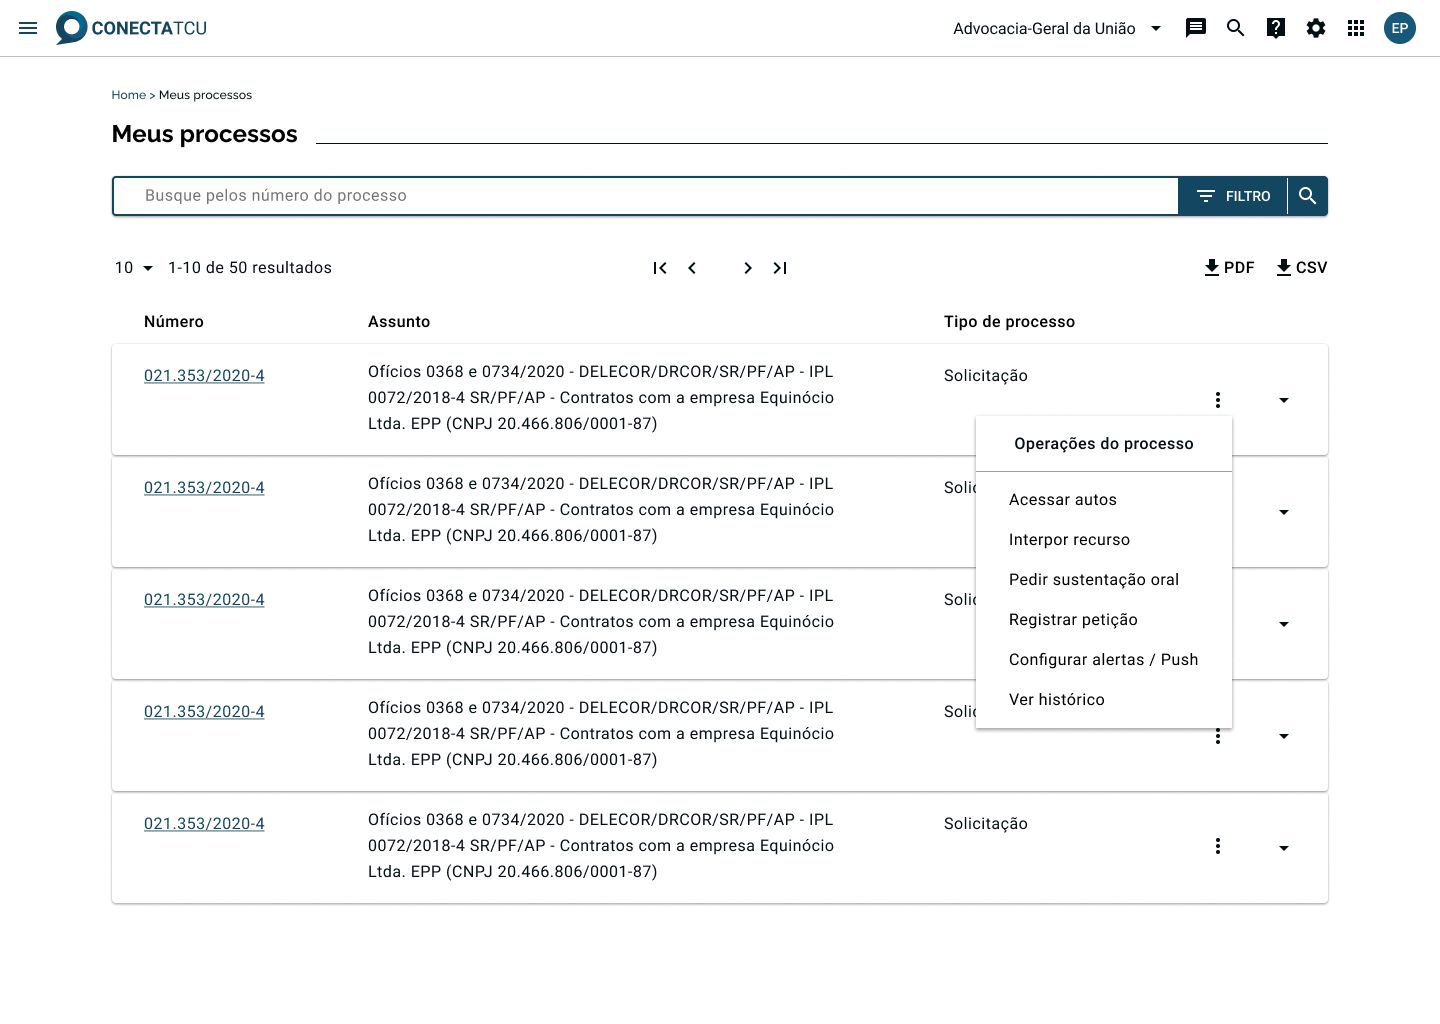 CONECTATCU
Advocacia-Geral da União
EP
Home > Meus processos
Meus processos
Busque pelos número do processo
FILTRO
10
1-10 de 50 resultados
PDF
CSV
Número
Assunto
Tipo de processo
021.353/2020-4
Ofícios 0368 e 0734/2020 - DELECOR/DRCOR/SR/PF/AP - IPL
0072/2018-4 SR/PF/AP - Contratos com a empresa Equinócio
Ltda. EPP (CNPJ 20.466.806/0001-87)
Solicitação
Operações do processo
Acessar autos
Interpor recurso
Pedir sustentação oral
Registrar petição
Configurar alertas / Push
Ver histórico
021.353/2020-4
Ofícios 0368 e 0734/2020 - DELECOR/DRCOR/SR/PF/AP - IPL
0072/2018-4 SR/PF/AP - Contratos com a empresa Equinócio
Ltda. EPP (CNPJ 20.466.806/0001-87)
021.353/2020-4
Ofícios 0368 e 0734/2020 - DELECOR/DRCOR/SR/PF/AP - IPL
0072/2018-4 SR/PF/AP - Contratos com a empresa Equinócio
Ltda. EPP (CNPJ 20.466.806/0001-87)
021.353/2020-4
Ofícios 0368 e 0734/2020 - DELECOR/DRCOR/SR/PF/AP - IPL
0072/2018-4 SR/PF/AP - Contratos com a empresa Equinócio
Ltda. EPP (CNPJ 20.466.806/0001-87)
021.353/2020-4
Ofícios 0368 e 0734/2020 - DELECOR/DRCOR/SR/PF/AP - IPL
0072/2018-4 SR/PF/AP - Contratos com a empresa Equinócio
Ltda. EPP (CNPJ 20.466.806/0001-87)
Solicitação